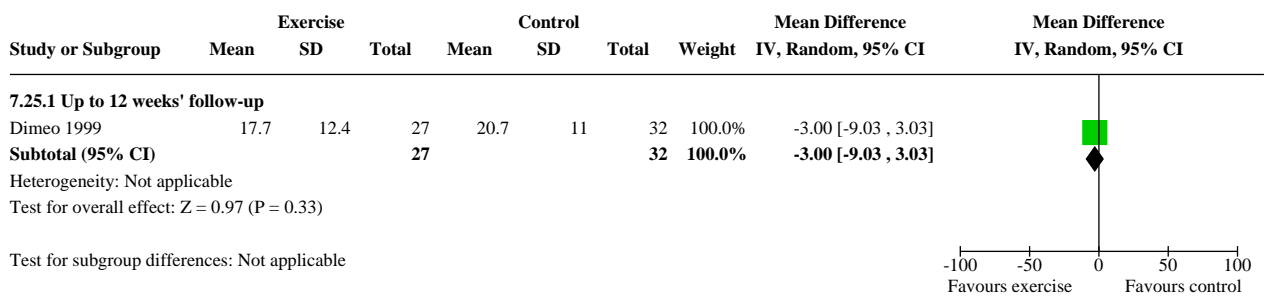 Exercise Control Mean Difference Mean Difference
Study or Subgroup Mean SD Total Mean SD Total Weight IV, Random, 95% CI IV, Random, 95% CI
7.25.1 Up to 12 weeks' follow-up
Dimeo 1999 17.7 12.4 27 20.7 11 32 100.0% -3.00 [-9.03 , 3.03]
Subtotal (95% CI) 27 32 100.0% -3.00 [-9.03 , 3.03]
Heterogeneity: Not applicable
Test for overall effect: Z = 0.97 (P = 0.33)
Test for subgroup differences: Not applicable
-100 -50 0 50 100
Favours exercise Favours control